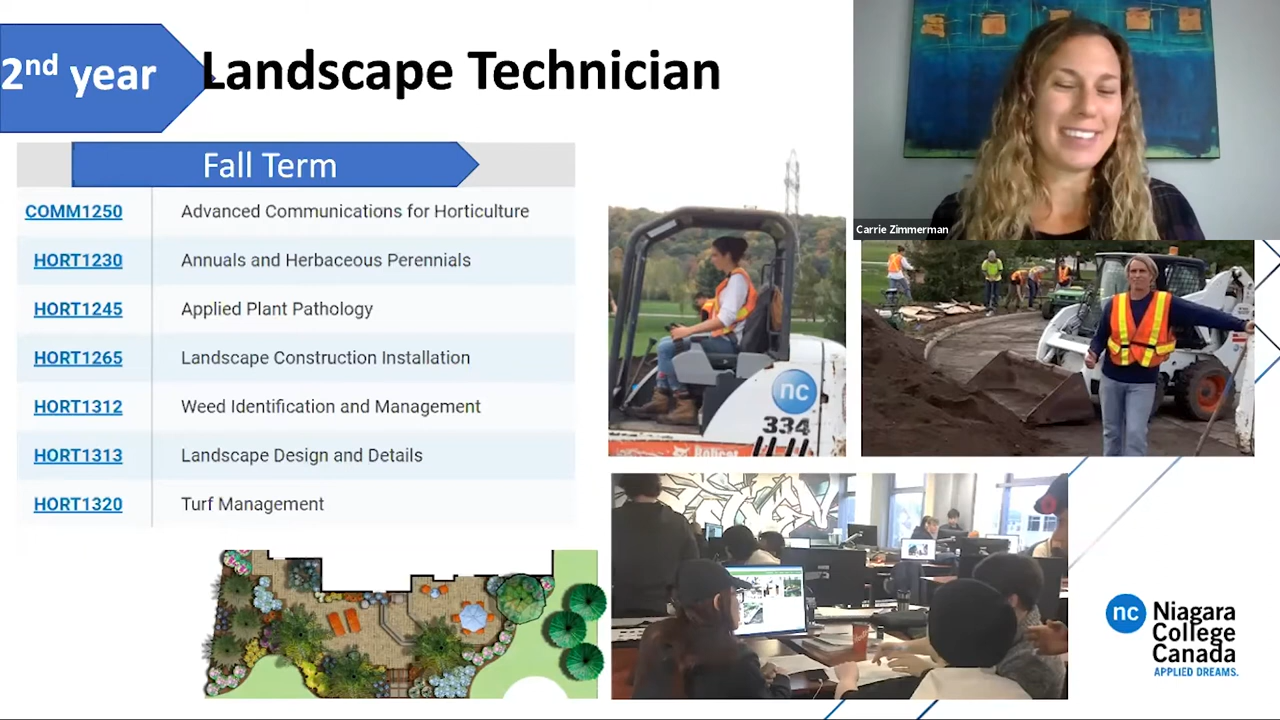 2nd year
Landscape Technician
Carrie Zimmerman
Fall Term
COMM1250 Advanced Communications for Horticulture
HORT1230 Annuals and Herbaceous Perennials
HORT1245 Applied Plant Pathology
HORT1265 Landscape Construction Installation
HORT1312 Weed Identification and Management
HORT1313 Landscape Design and Details
HORT1320 Turf Management
nc
334
Bobcat
nc
Niagara
College
Canada
APPLIED DREAMS.